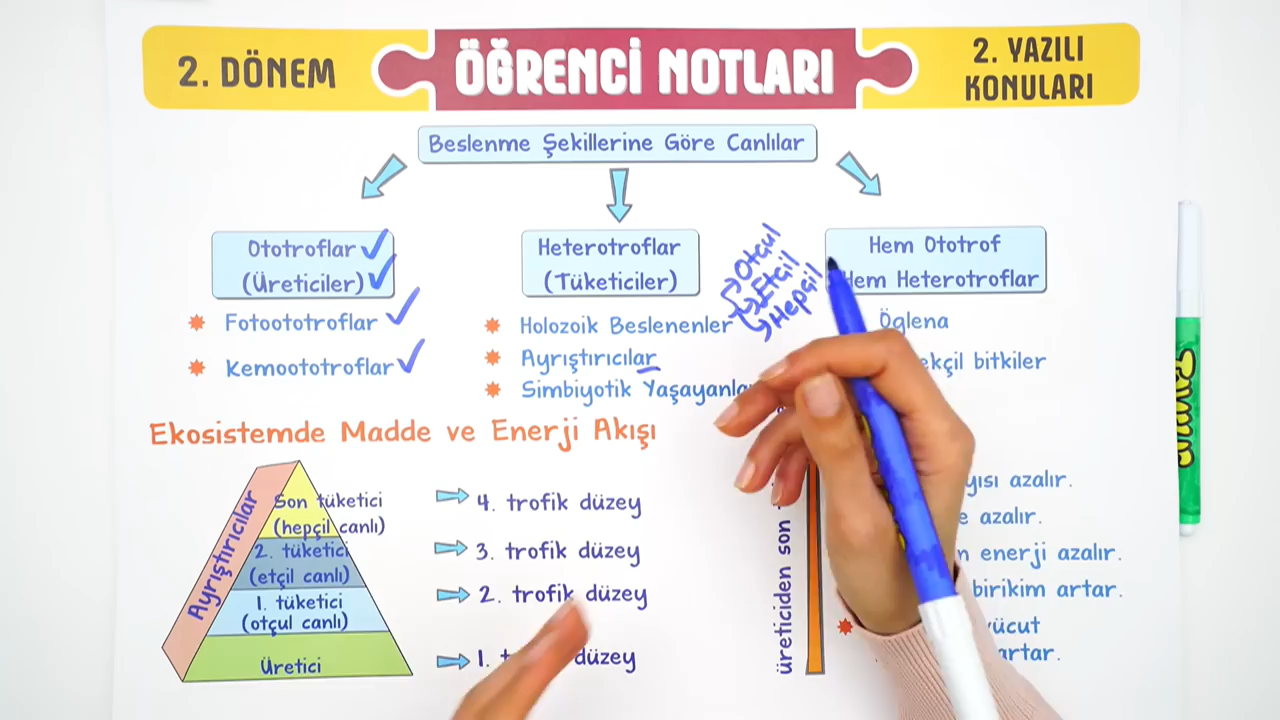 2. DÖNEM
ÖĞRENCİ NOTLARI
2. YAZILI
KONULARI
Beslenme Şekillerine Göre Canlılar
Ototroflar
(Üreticiler)
Fotoototroflar
Kemoototroflar
Heterotroflar
(Tüketiciler)
Holozoik Beslenenler
Ayrıştırıcılar
Simbiyotik
Otçul
Etçil
Hepçil
Hem Ototrof
Hem Heterotroflar
Öglena
bitkiler
Ekosistemde Madde ve Enerji Akışı
Ayrıştırıcılar
Son tüketici
(hepçil canlı)
2. tüketici
(etçil canlı)
1. tüketici
(otçul canlı)
Üretici
4. trofik düzey
3. trofik düzey
2. trofik düzey
1. düzey
üreticiden son
azalır.
azalır.
enerji azalır.
birikim artar.
artar.